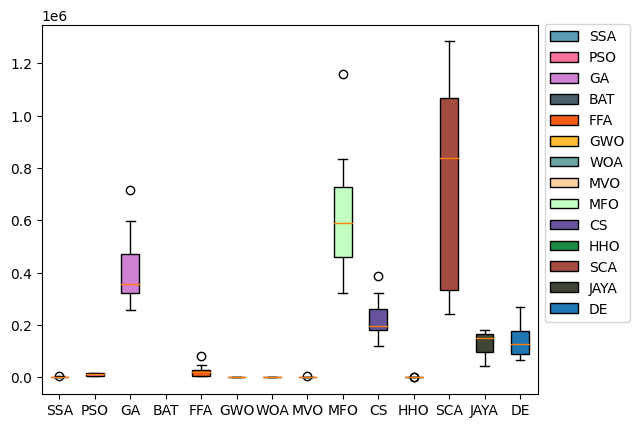 1e6
1.2
1.0
0.8
0.6
0.4
0.2
0.0
SSA PSO GA BAT FFA GWO WOA MVO MFO CS HHO SCA JAYA DE
SSA
PSO
GA
BAT
FFA
GWO
WOA
MVO
MFO
CS
HHO
SCA
JAYA
DE